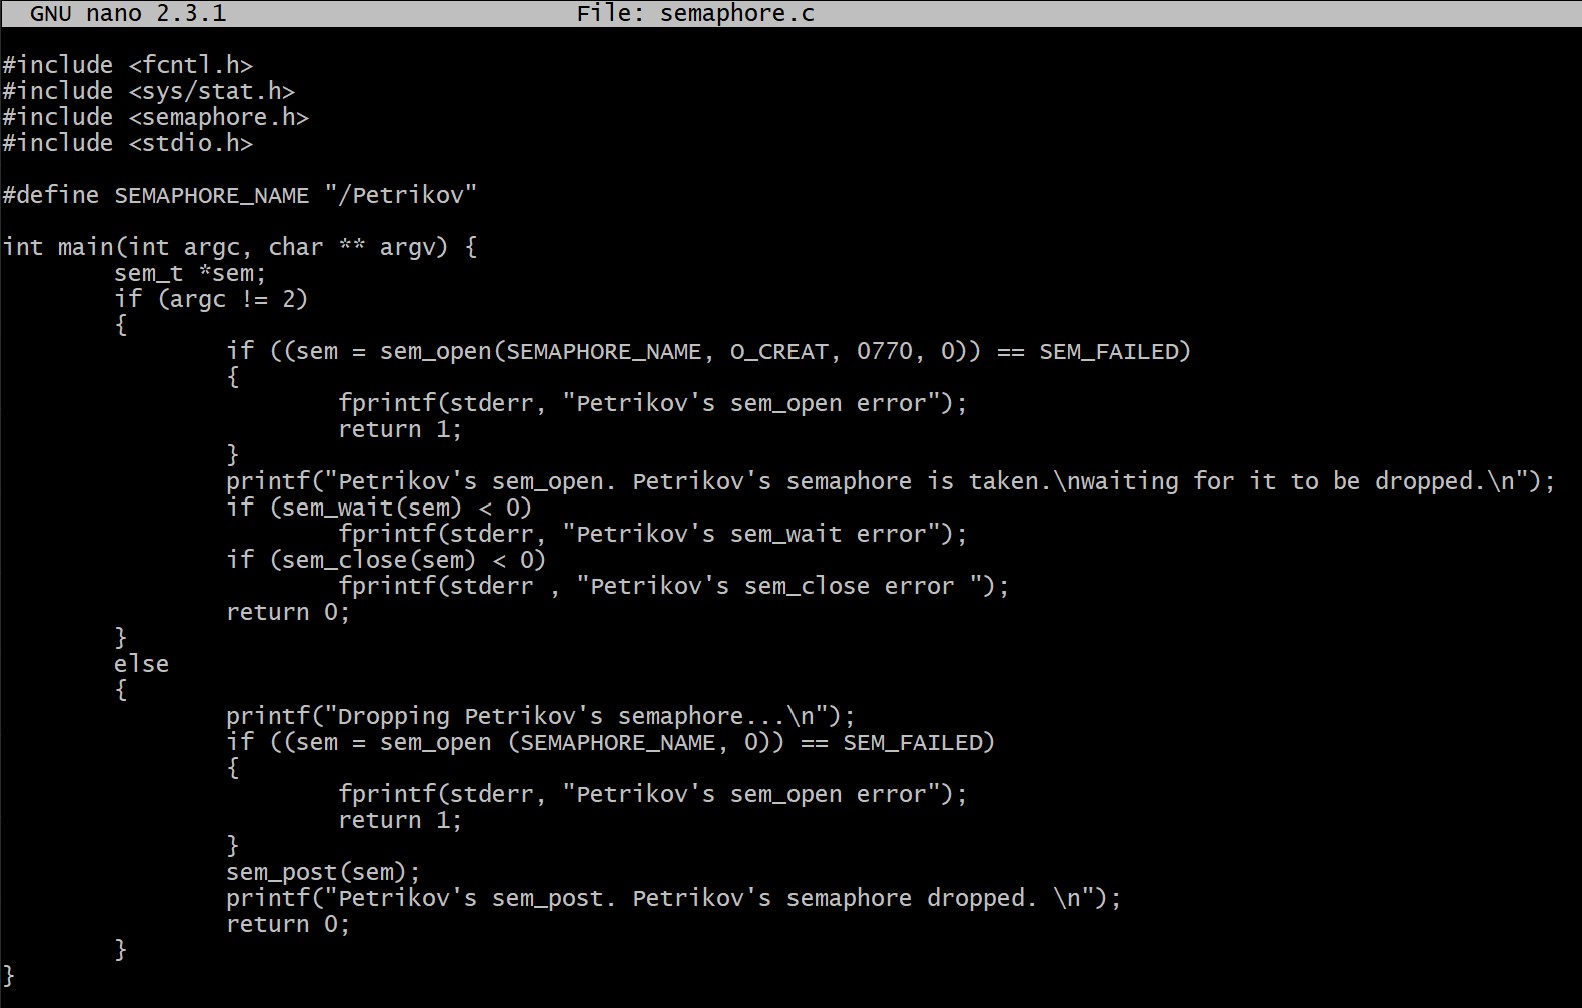 GNU nano 2.3.1 File: semaphore.c
#include <fcntl.h>
#include <sys/stat.h>
#include <semaphore.h>
#include <stdio.h>
#define SEMAPHORE_NAME "/Petrikov"
int main(int argc, char ** argv) {
sem_t *sem;
if (argc != 2)
{
if ((sem = sem_open(SEMAPHORE_NAME, O_CREAT, 0770, 0)) == SEM_FAILED)
{
fprintf(stderr, "Petrikov's sem_open error");
return 1;
}
printf("Petrikov's sem_open. Petrikov's semaphore is taken.\nwaiting for it to be dropped.\n");
if (sem_wait(sem) < 0)
fprintf(stderr, "Petrikov's sem_wait error");
if (sem_close(sem) < 0)
fprintf(stderr , "Petrikov's sem_close error ");
return 0;
}
else
{
printf("Dropping Petrikov's semaphore...\n");
if ((sem = sem_open (SEMAPHORE_NAME, 0)) == SEM_FAILED)
{
fprintf(stderr, "Petrikov's sem_open error");
return 1;
}
sem_post(sem);
printf("Petrikov's sem_post. Petrikov's semaphore dropped. \n");
return 0;
}
}